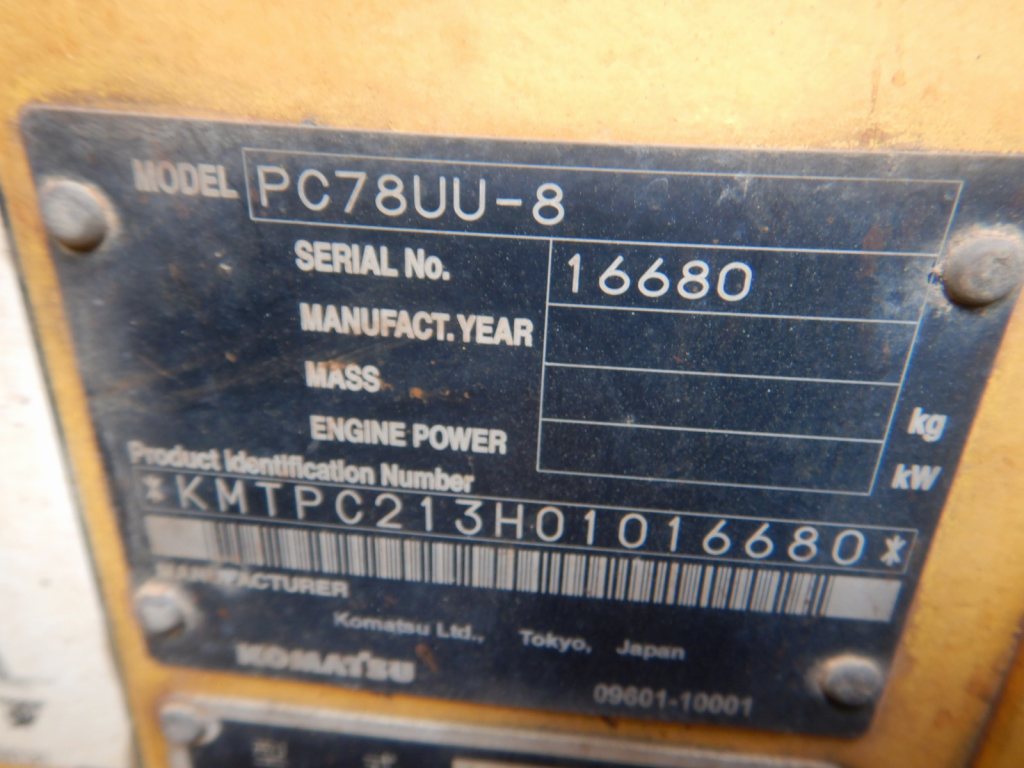 MODEL PC78UU-8
SERIAL No. 16680
MANUFACT. YEAR
MASS kg
ENGINE POWER kW
Product Identification Number
*KMTPC213H01016680*
MANUFACTURER
Komatsu Ltd., Tokyo, Japan
KOMATSU
09601-10001